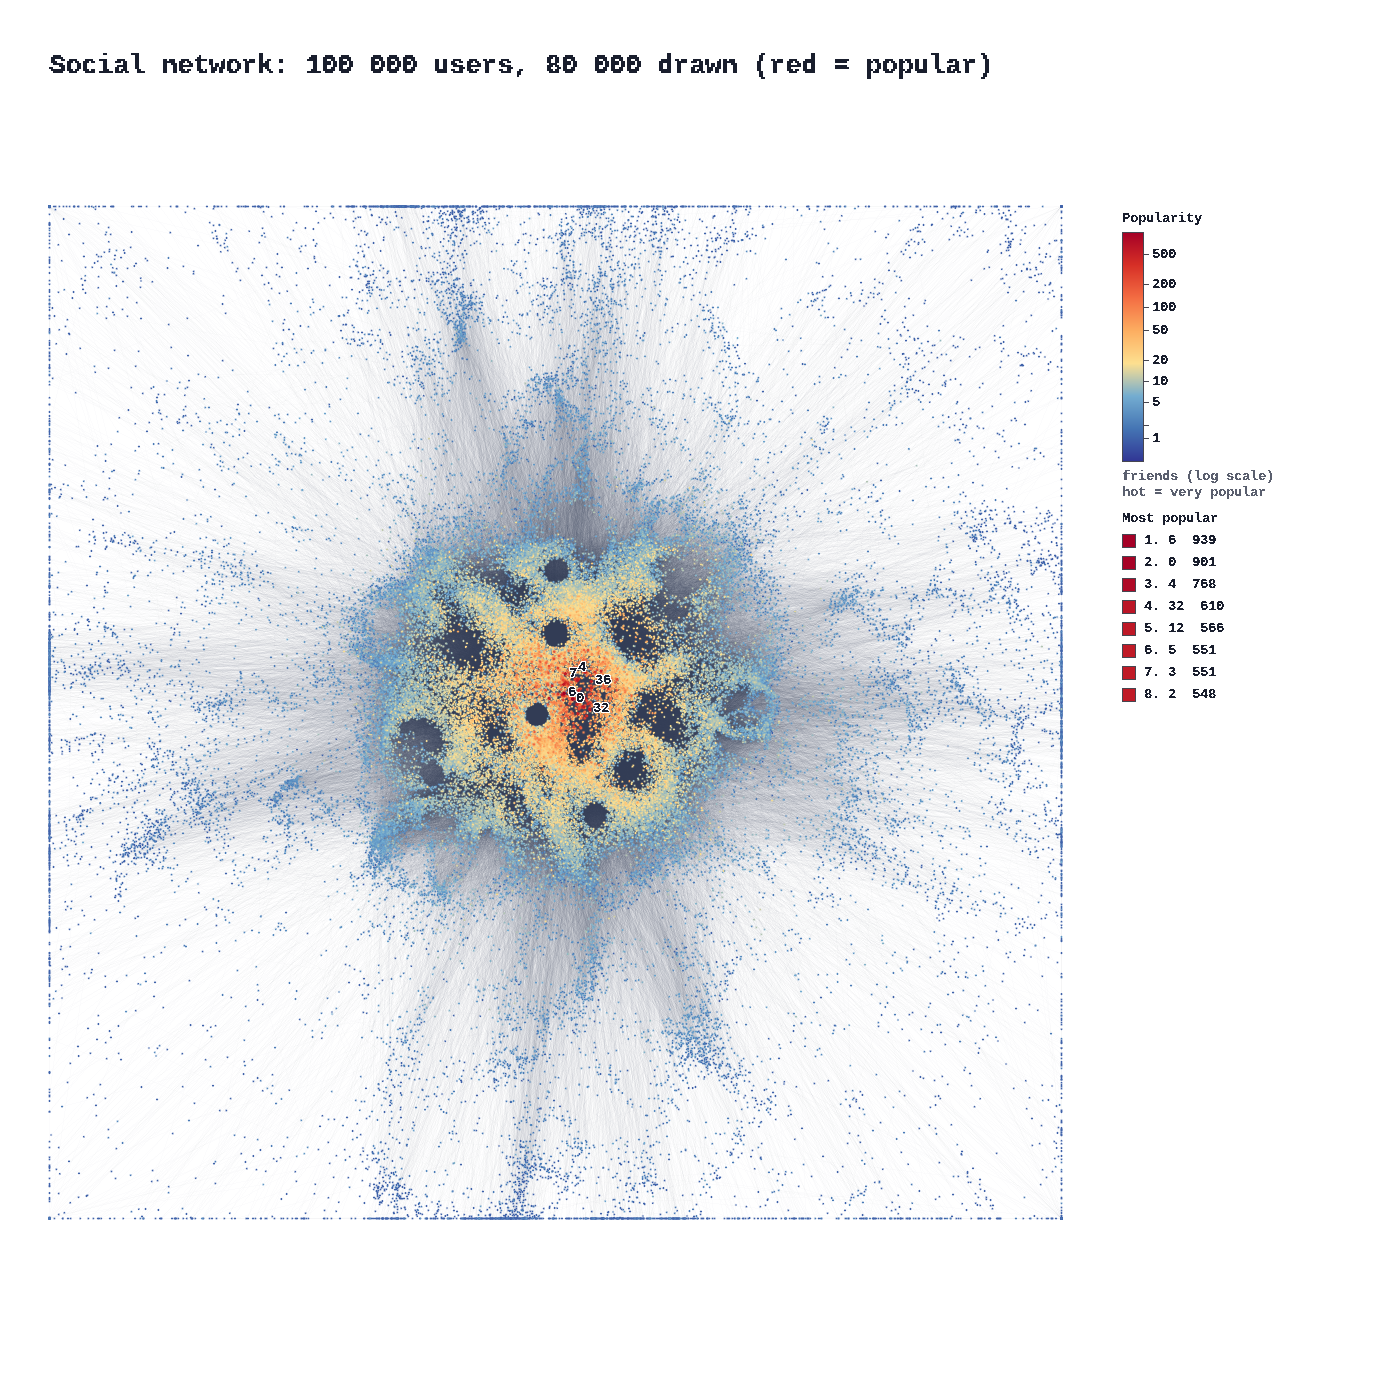 Social network: 100 000 users, 80 000 drawn (red = popular)
Popularity
500
200
100
50
20
10
5
1
friends (log scale)
hot = very popular
Most popular
1. 6 939
2. 0 901
3. 4 768
4. 32 610
5. 12 566
6. 5 551
7. 3 551
8. 2 548
4
7
36
6
0
32